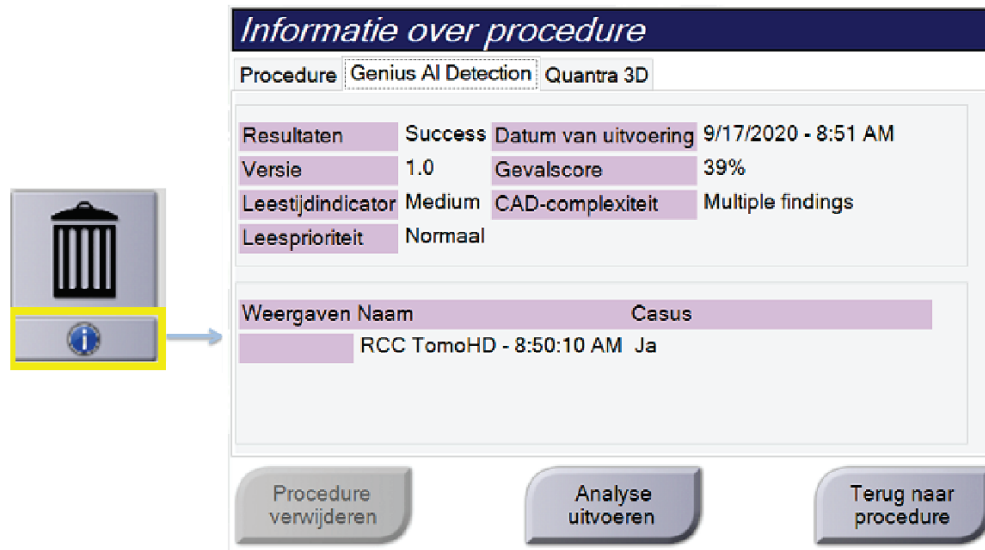 Informatie over procedure
Procedure Genius AI Detection Quantra 3D
Resultaten Success Datum van uitvoering 9/17/2020 - 8:51 AM
Versie 1.0 Gevalscore 39%
Leestijdindicator Medium CAD-complexiteit Multiple findings
Leesprioriteit Normaal
Weergaven Naam Casus
RCC TomoHD - 8:50:10 AM Ja
Procedure
verwijderen
Analyse
uitvoeren
Terug naar
procedure